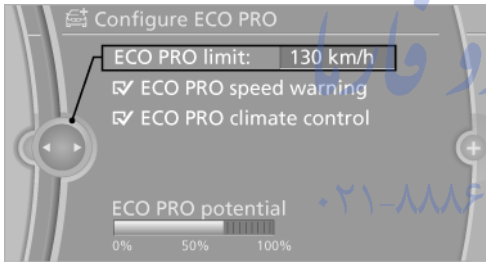 Configure ECO PRO
ECO PRO limit: 130 km/h
ECO PRO speed warning
ECO PRO climate control
ECO PRO potential
0% 50% 100%